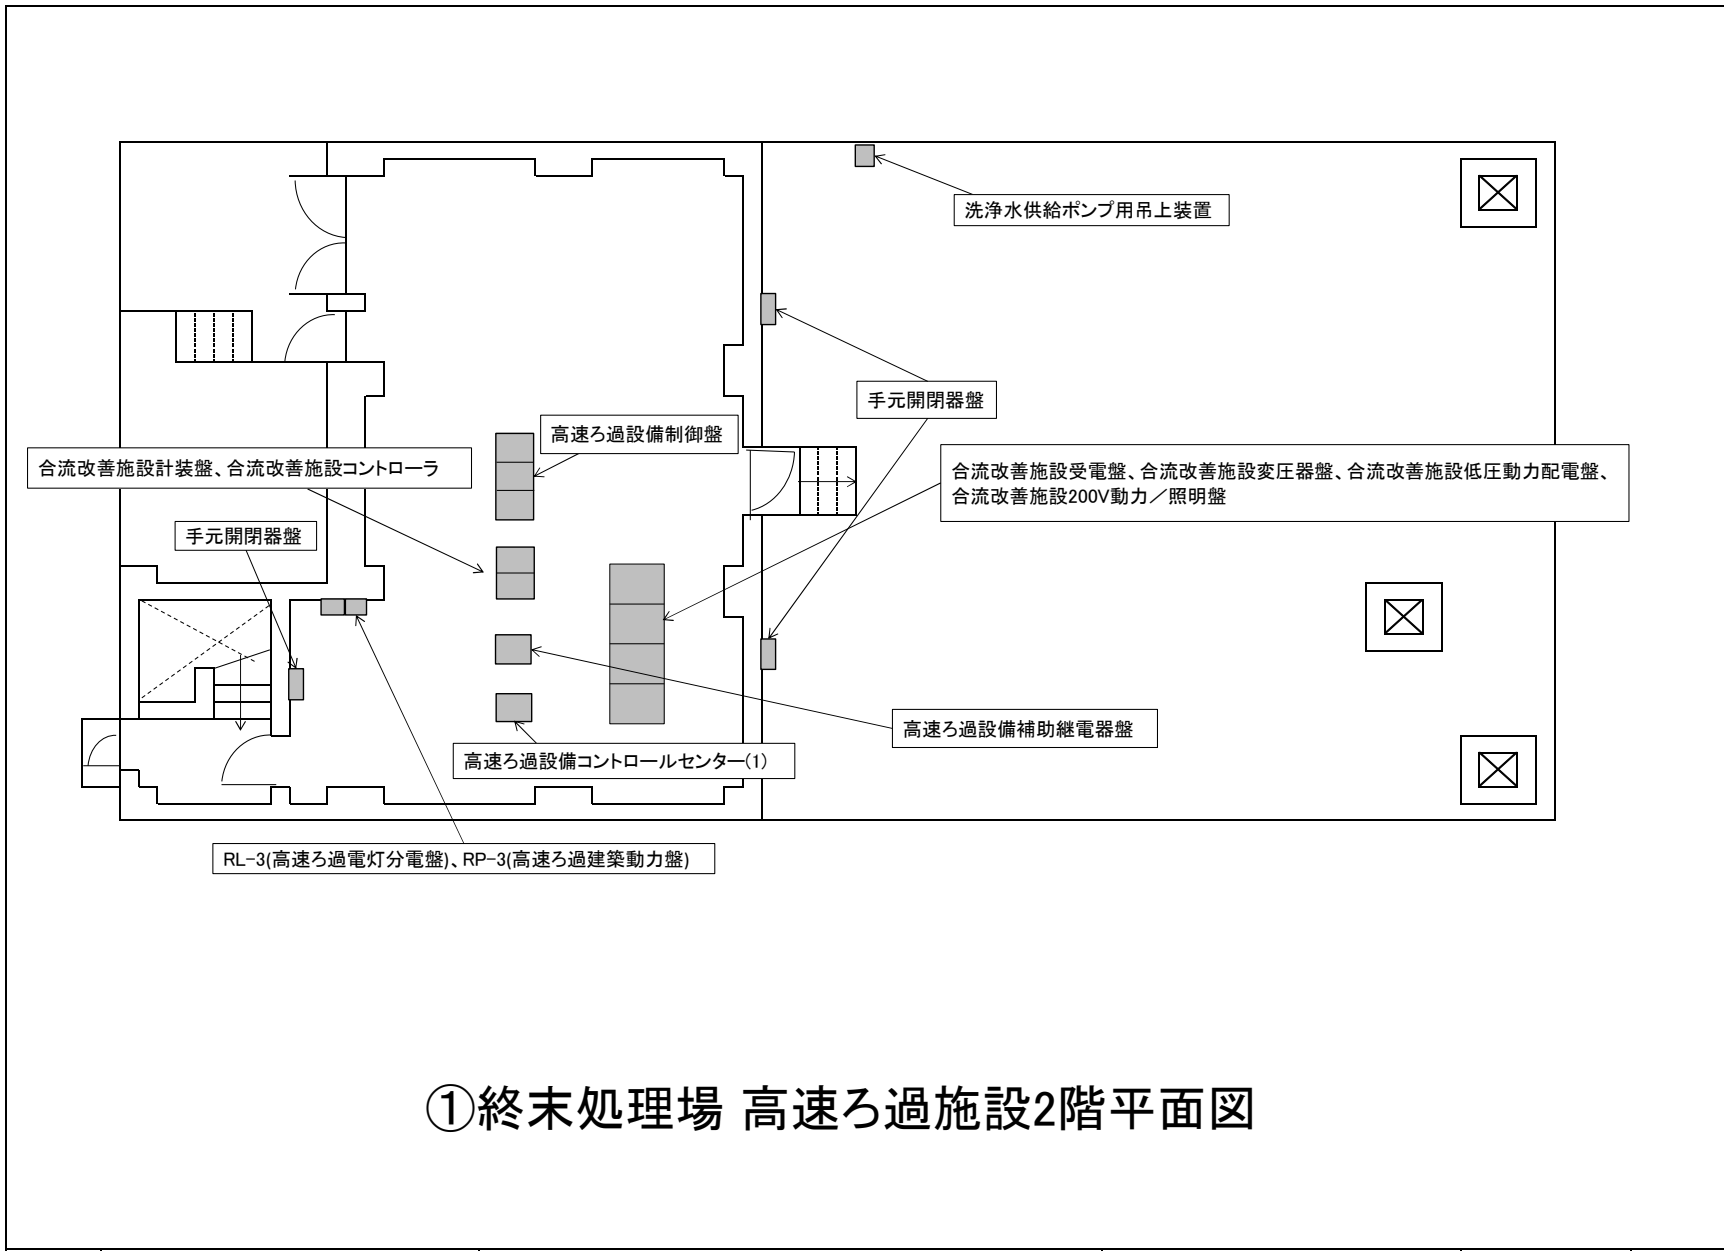 洗浄水供給ポンプ用吊上装置
手元開閉器盤
高速ろ過設備制御盤
合流改善施設計装盤、合流改善施設コントローラ
合流改善施設受電盤、合流改善施設変圧器盤、合流改善施設低圧動力配電盤、
合流改善施設200V動力／照明盤
手元開閉器盤
高速ろ過設備補助継電器盤
高速ろ過設備コントロールセンター(1)
RL-3(高速ろ過電灯分電盤)、RP-3(高速ろ過建築動力盤)
①終末処理場 高速ろ過施設2階平面図